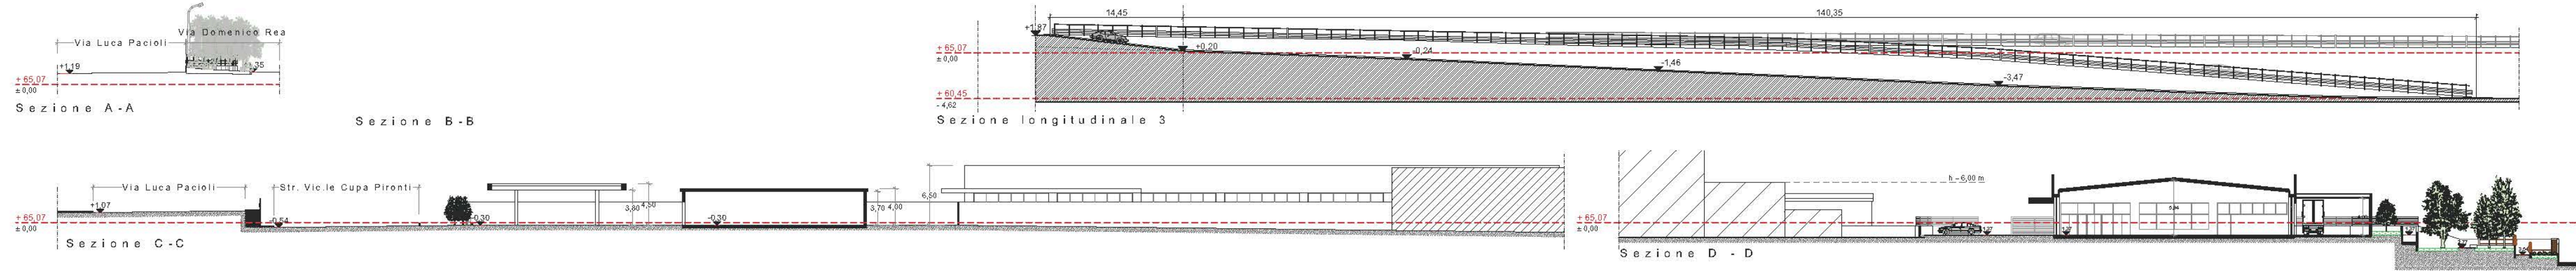 Via Domenico Rea
Via Luca Pacioli
+1,19
,35
+ 65,07
± 0,00
Sezione A-A
Sezione B-B
14,45
140,35
+1,97
+0,20
-0,24
-1,46
-3,47
+ 65,07
± 0,00
+ 60,45
- 4,62
Sezione longitudinale 3
Via Luca Pacioli
Str. Vic.le Cupa Pironti
+1,07
-0,54
-0,30
3,80
4,50
-0,30
3,70
4,00
6,50
+ 65,07
± 0,00
Sezione C-C
h = 6,00 m
+ 65,07
± 0,00
Sezione D - D